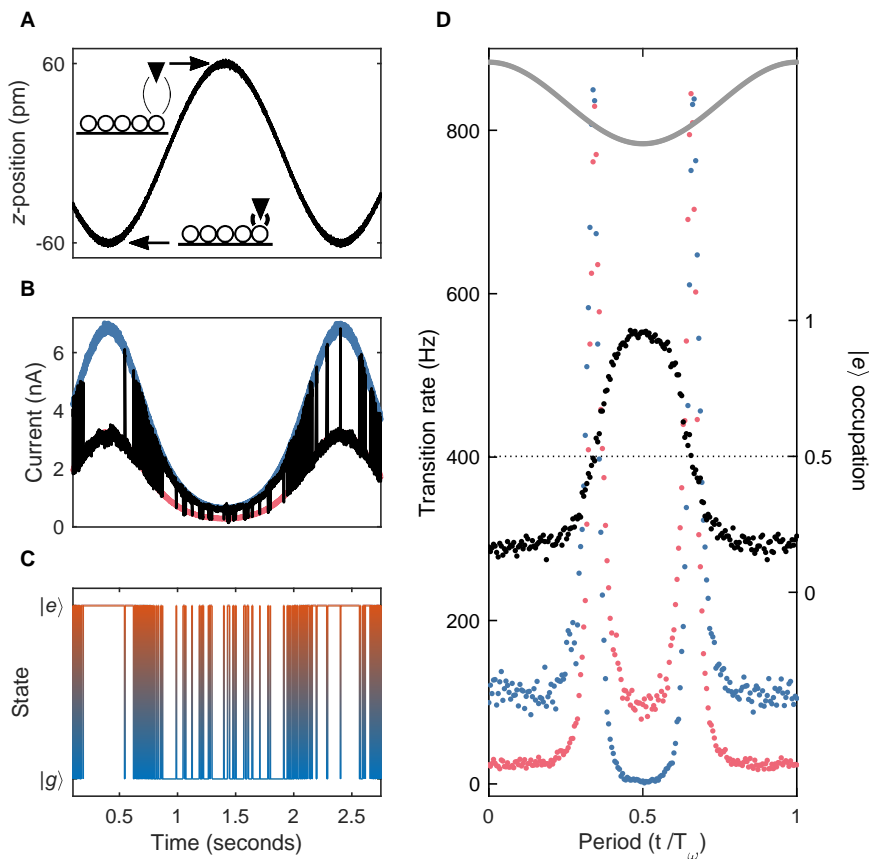 A
z-position (pm)
60
-60
B
Current (nA)
6
4
2
0
C
State
|e⟩
|g⟩
0.5
1
1.5
2
2.5
Time (seconds)
D
Transition rate (Hz)
800
600
400
200
0
1
0.5
0
|e⟩ occupation
0
0.5
1
Period (t /T_ω)